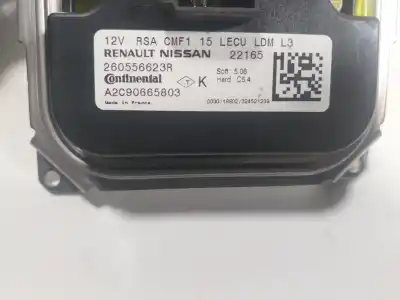 12V RSA CMF1 15 LECU LDM L3
RENAULT NISSAN 22165
260556623R
Soft: 5.06
Continental
K
Hard: C5.4
A2C90665803
Made in France